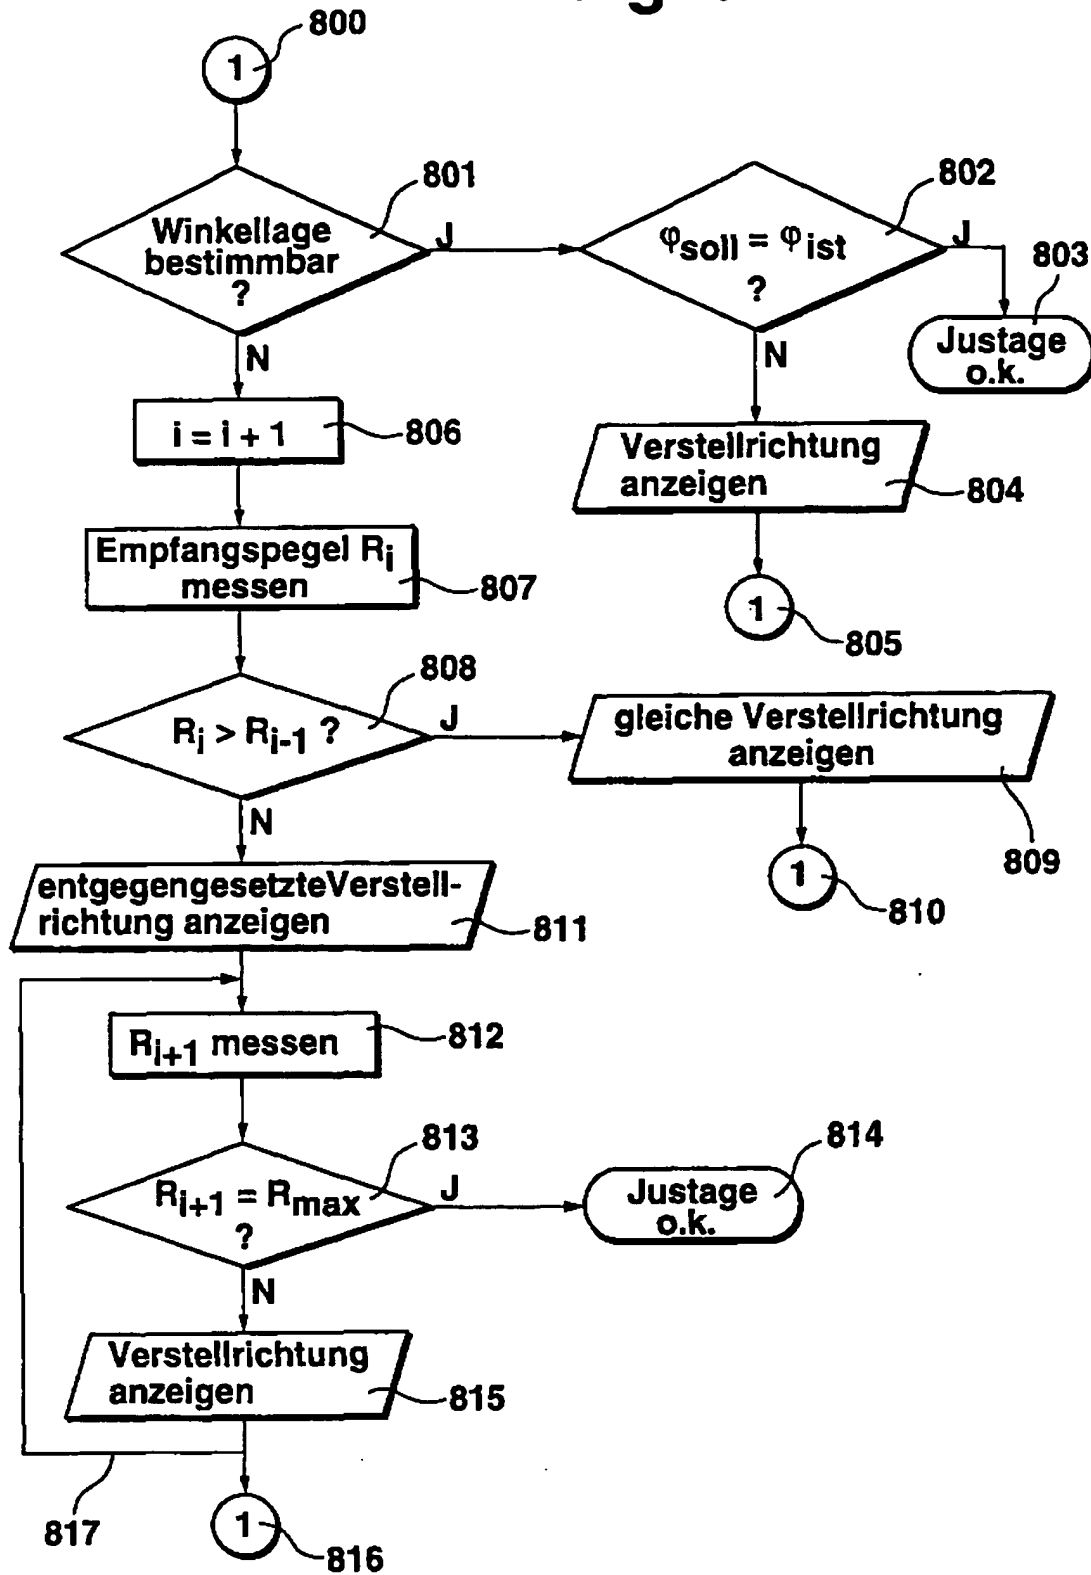 800
1
801
802
Winkellage
bestimmbar
?
J
φsoll = φist
?
J
803
Justage
o.k.
N
N
i = i + 1
806
Verstellrichtung
anzeigen
804
Empfangspegel Ri
messen
807
1
805
808
Ri > Ri-1 ?
J
gleiche Verstellrichtung
anzeigen
809
N
1
810
entgegengesetzteVerstell-
richtung anzeigen
811
Ri+1 messen
812
813
814
Ri+1 = Rmax
?
J
Justage
o.k.
N
Verstellrichtung
anzeigen
815
817
1
816